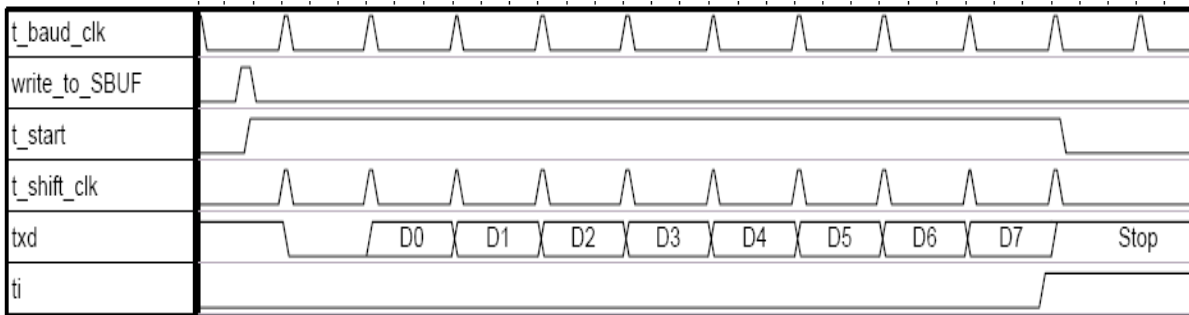 t_baud_clk
write_to_SBUF
t_start
t_shift_clk
txd D0 D1 D2 D3 D4 D5 D6 D7 Stop
ti